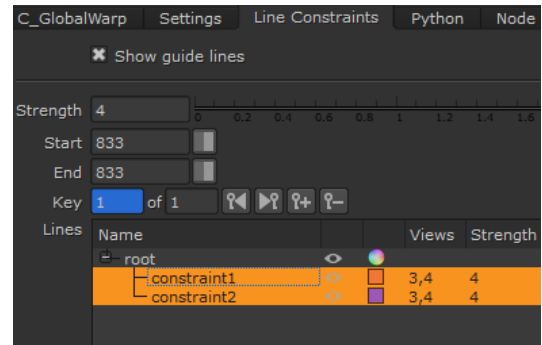 C_GlobalWarp Settings Line Constraints Python Node
Show guide lines
Strength 4
0 0.2 0.4 0.6 0.8 1 1.2 1.4 1.6
Start 833
End 833
Key 1 of 1
Lines Name Views Strength
root
constraint1 3,4 4
constraint2 3,4 4